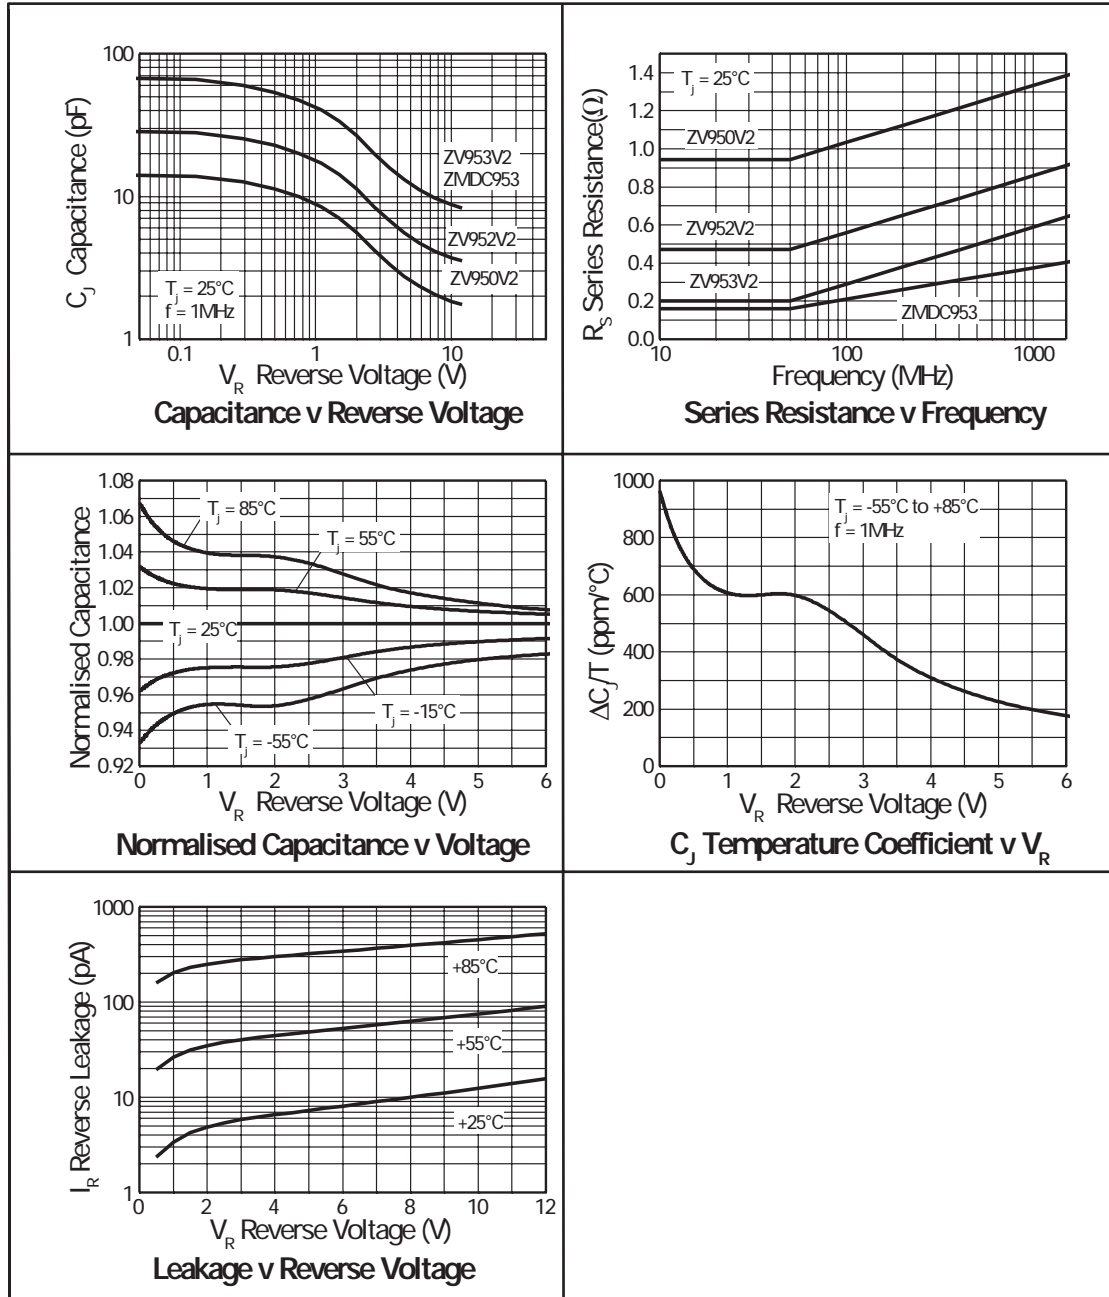 100
10
1
C_J Capacitance (pF)
ZV953V2
ZMDC953
ZV952V2
ZV950V2
T_j = 25°C
f = 1MHz
0.1 1 10
V_R Reverse Voltage (V)
Capacitance v Reverse Voltage
1.4
1.2
1.0
0.8
0.6
0.4
0.2
0.0
R_S Series Resistance(Ω)
T_j = 25°C
ZV950V2
ZV952V2
ZV953V2
ZMDC953
10 100 1000
Frequency (MHz)
Series Resistance v Frequency
1.08
1.06
1.04
1.02
1.00
0.98
0.96
0.94
0.92
Normalised Capacitance
T_j = 85°C
T_j = 55°C
T_j = 25°C
T_j = -15°C
T_j = -55°C
0 1 2 3 4 5 6
V_R Reverse Voltage (V)
Normalised Capacitance v Voltage
1000
800
600
400
200
0
ΔC_J/T (ppm/°C)
T_j = -55°C to +85°C
f = 1MHz
0 1 2 3 4 5 6
V_R Reverse Voltage (V)
C_J Temperature Coefficient v V_R
1000
100
10
1
I_R Reverse Leakage (pA)
+85°C
+55°C
+25°C
0 2 4 6 8 10 12
V_R Reverse Voltage (V)
Leakage v Reverse Voltage